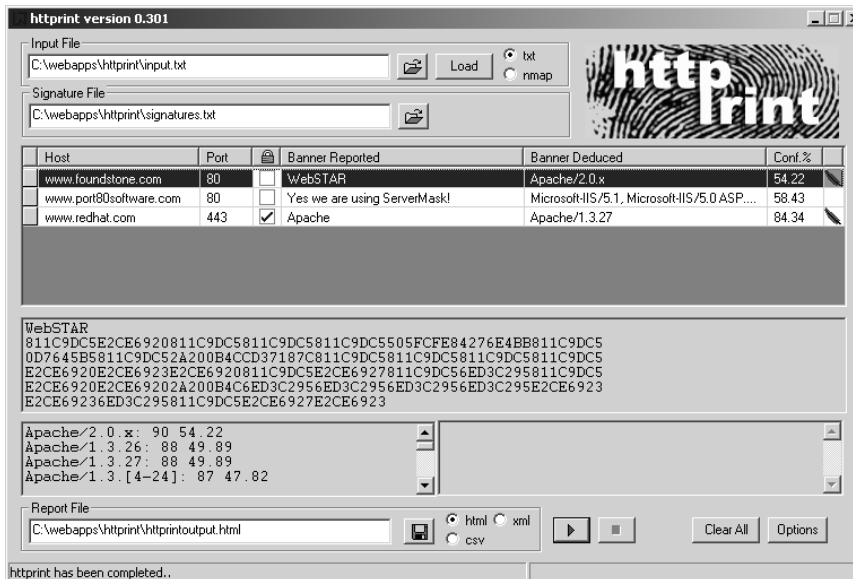 httprint version 0.301
Input File
C:\webapps\httprint\input.txt
Load
txt
nmap
http
print
Signature File
C:\webapps\httprint\signatures.txt
Host Port Banner Reported Banner Deduced Conf.%
www.foundstone.com 80 WebSTAR Apache/2.0.x 54.22
www.port80software.com 80 Yes we are using ServerMask! Microsoft-IIS/5.1, Microsoft-IIS/5.0 ASP.... 58.43
www.redhat.com 443 Apache Apache/1.3.27 84.34
WebSTAR
811C9DC5E2CE6920811C9DC5811C9DC5811C9DC5505FCFE84276E4BB811C9DC5
0D7645B5811C9DC52A200B4CCD37187C811C9DC5811C9DC5811C9DC5811C9DC5
E2CE6920E2CE6923E2CE6920811C9DC5E2CE6927811C9DC56ED3C295811C9DC5
E2CE6920E2CE69202A200B4C6ED3C2956ED3C2956ED3C2956ED3C295E2CE6923
E2CE69236ED3C295811C9DC5E2CE6927E2CE6923
Apache/2.0.x: 90 54.22
Apache/1.3.26: 88 49.89
Apache/1.3.27: 88 49.89
Apache/1.3.[4-24]: 87 47.82
Report File
C:\webapps\httprint\httprintoutput.html
html
xml
csv
Clear All
Options
httprint has been completed..